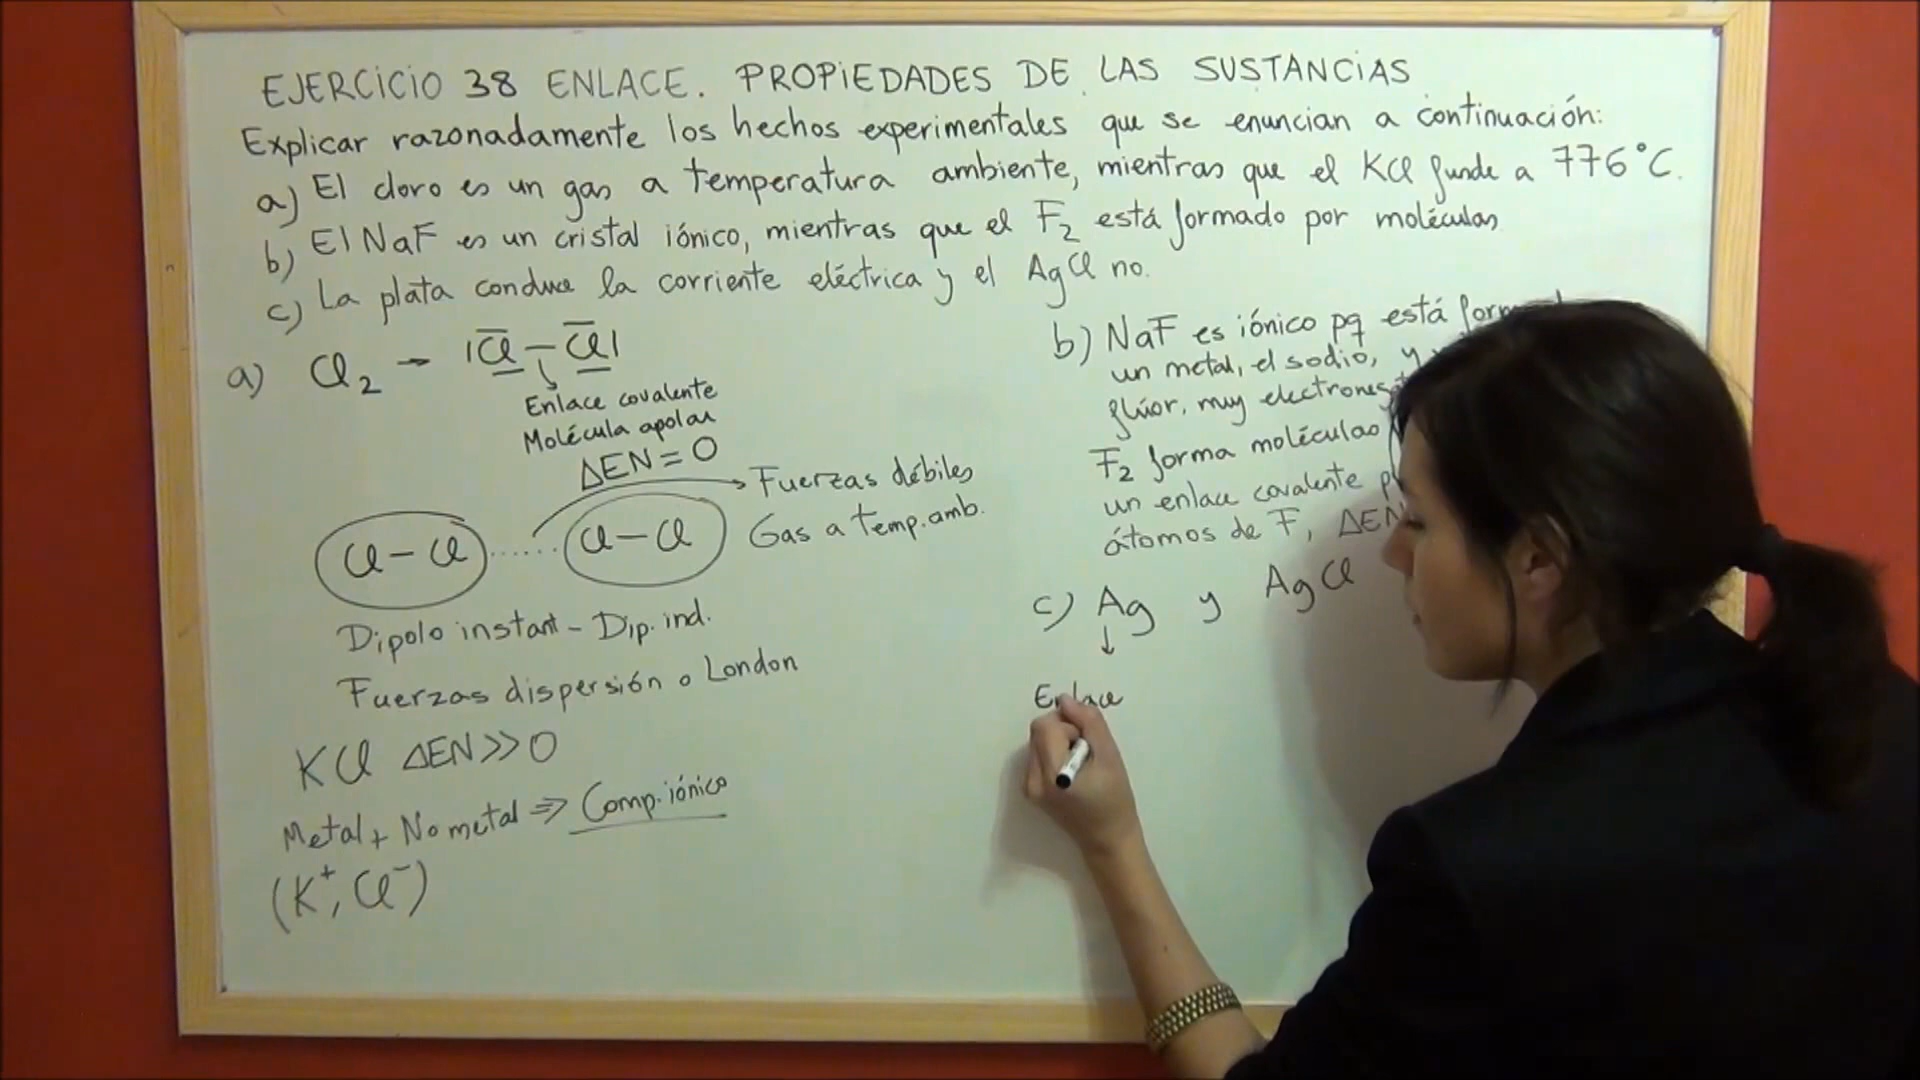 EJERCICIO 38 ENLACE. PROPIEDADES DE LAS SUSTANCIAS
Explicar razonadamente los hechos experimentales que se enuncian a continuación:
a) El cloro es un gas a temperatura ambiente, mientras que el KCl funde a 776°C.
b) El NaF es un cristal iónico, mientras que el F₂ está formado por moléculas
c) La plata conduce la corriente eléctrica y el AgCl no.
a) Cl₂ → |Cl — Cl|
Enlace covalente
Molécula apolar
ΔEN = 0
Fuerzas débiles
Gas a temp. amb.
Cl — Cl ...... Cl — Cl
Dipolo instant - Dip. ind.
Fuerzas dispersión o London
KCl ΔEN >> 0
Metal + No metal ⇒ Comp. iónico
(K⁺, Cl⁻)
b) NaF es iónico pq está
un metal, el sodio, y
flúor, muy
F₂ forma moléculas
un enlace covalente
átomos de F, ΔEN
c) Ag y AgCl
↓
Enlace